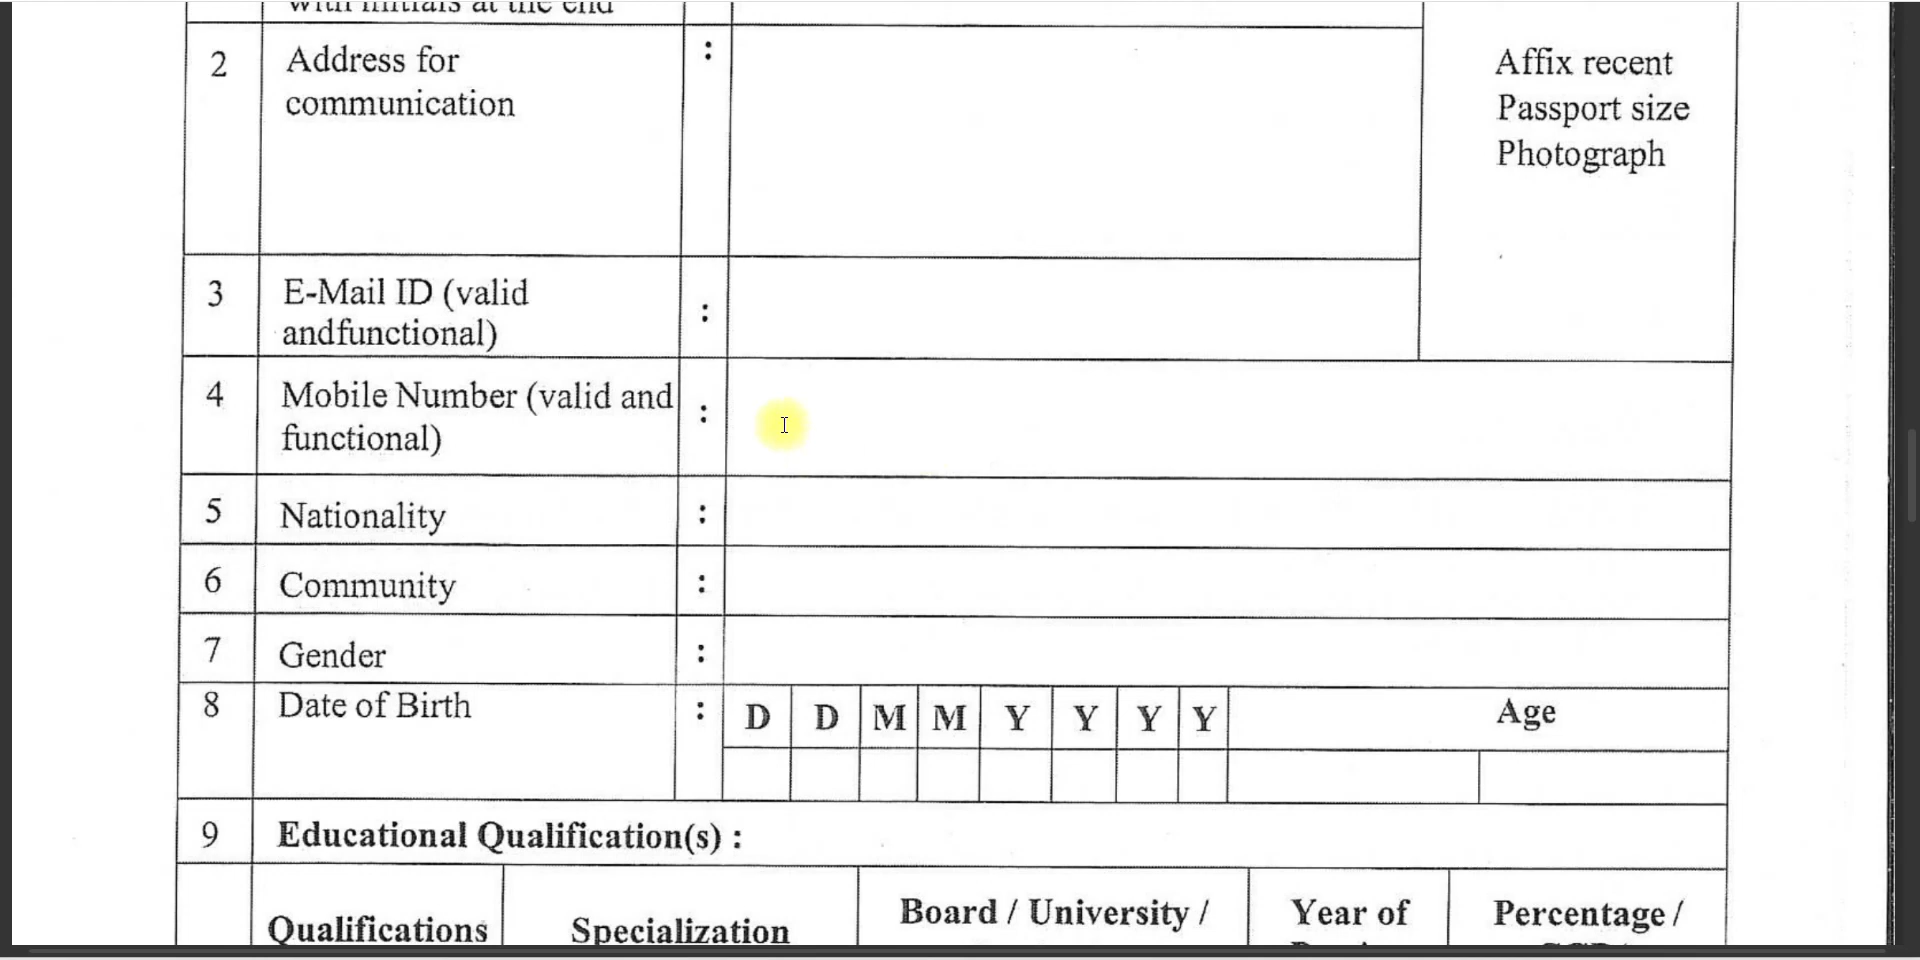 with initials at the end :
2 Address for communication :
Affix recent
Passport size
Photograph
3 E-Mail ID (valid
andfunctional) :
4 Mobile Number (valid and
functional) :
5 Nationality :
6 Community :
7 Gender :
8 Date of Birth : D D M M Y Y Y Y Age
9 Educational Qualification(s) :
Qualifications Specialization Board / University / Year of Percentage /